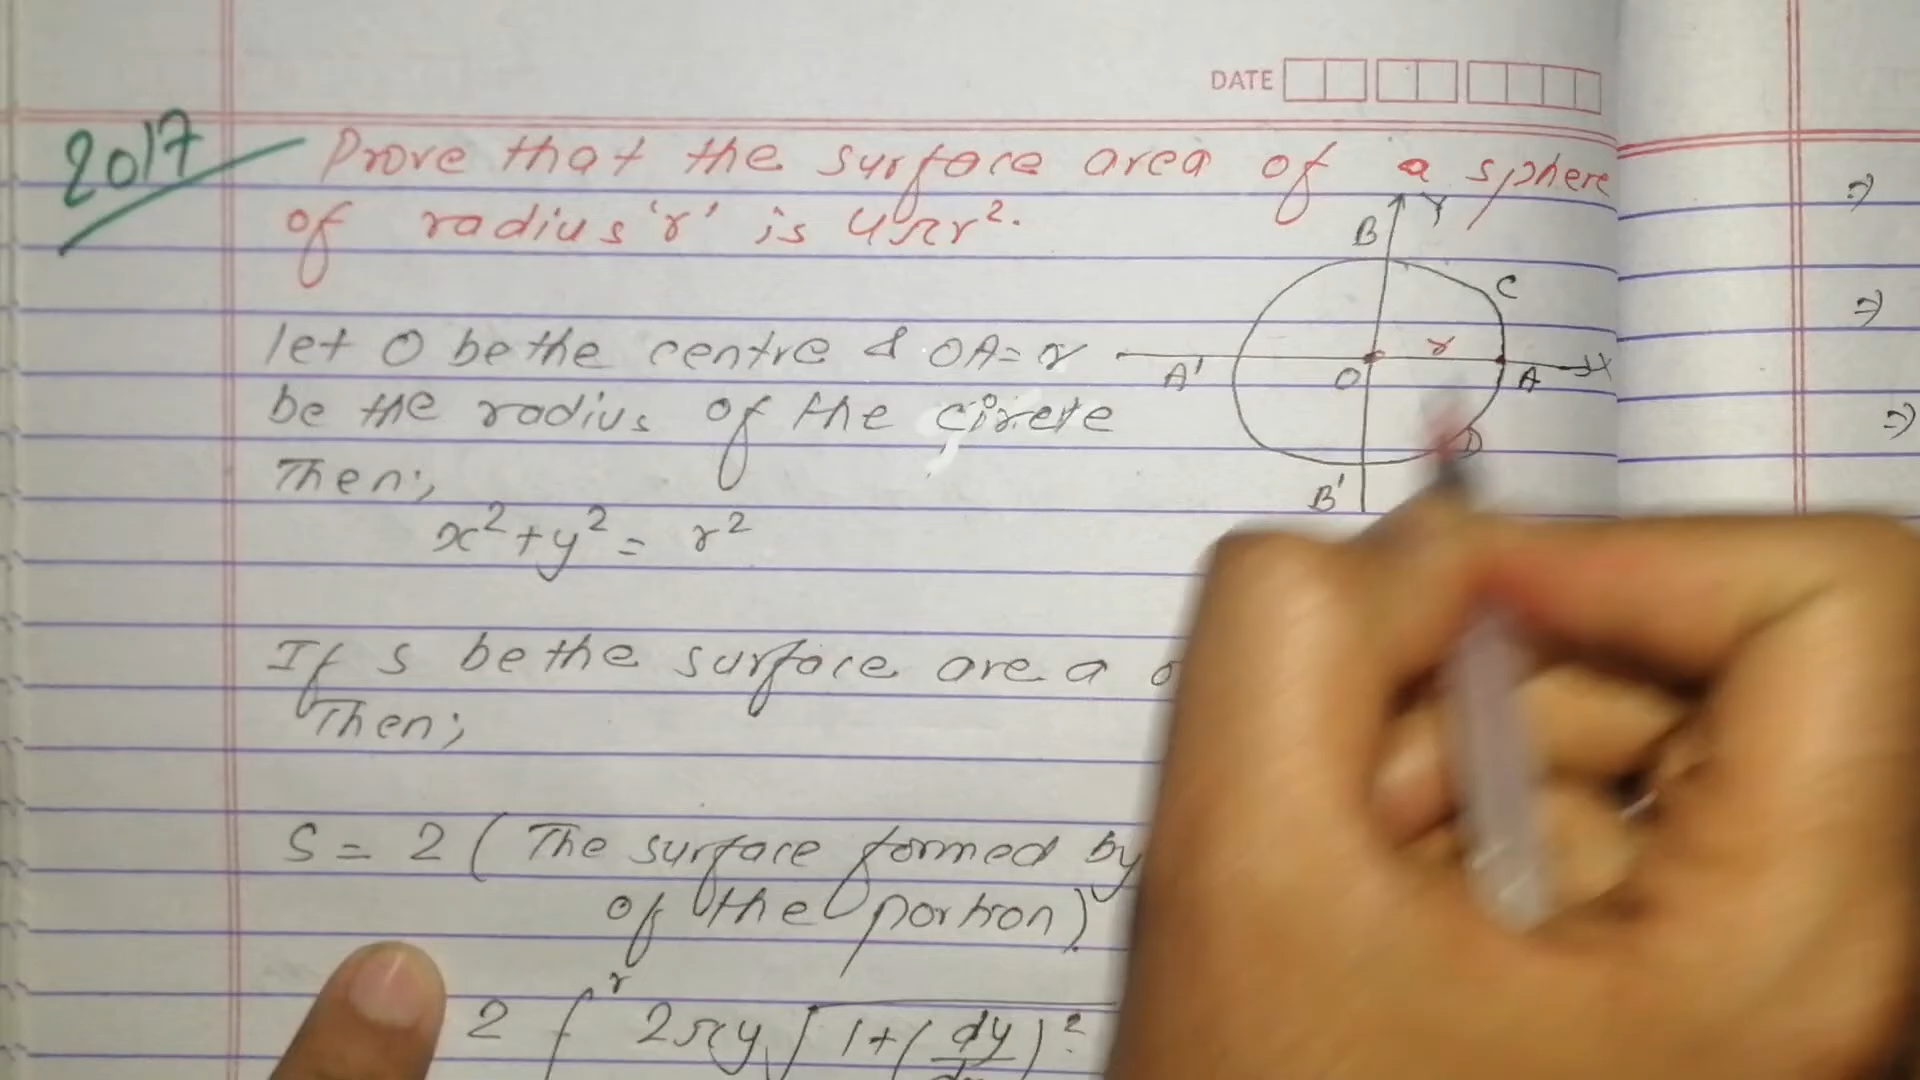 DATE
2017
Prove that the surface area of a sphere
of radius 'r' is 4πr².
B Y
C
let O be the centre & OA = r
A' O r A X
be the radius of the circle
D
Then;
B'
x² + y² = r²
If S be the surface area
Then;
S = 2 ( The surface formed by
of the portion)
2 ∫ r 2πy √ 1 + ( dy )²
⇒
⇒
⇒